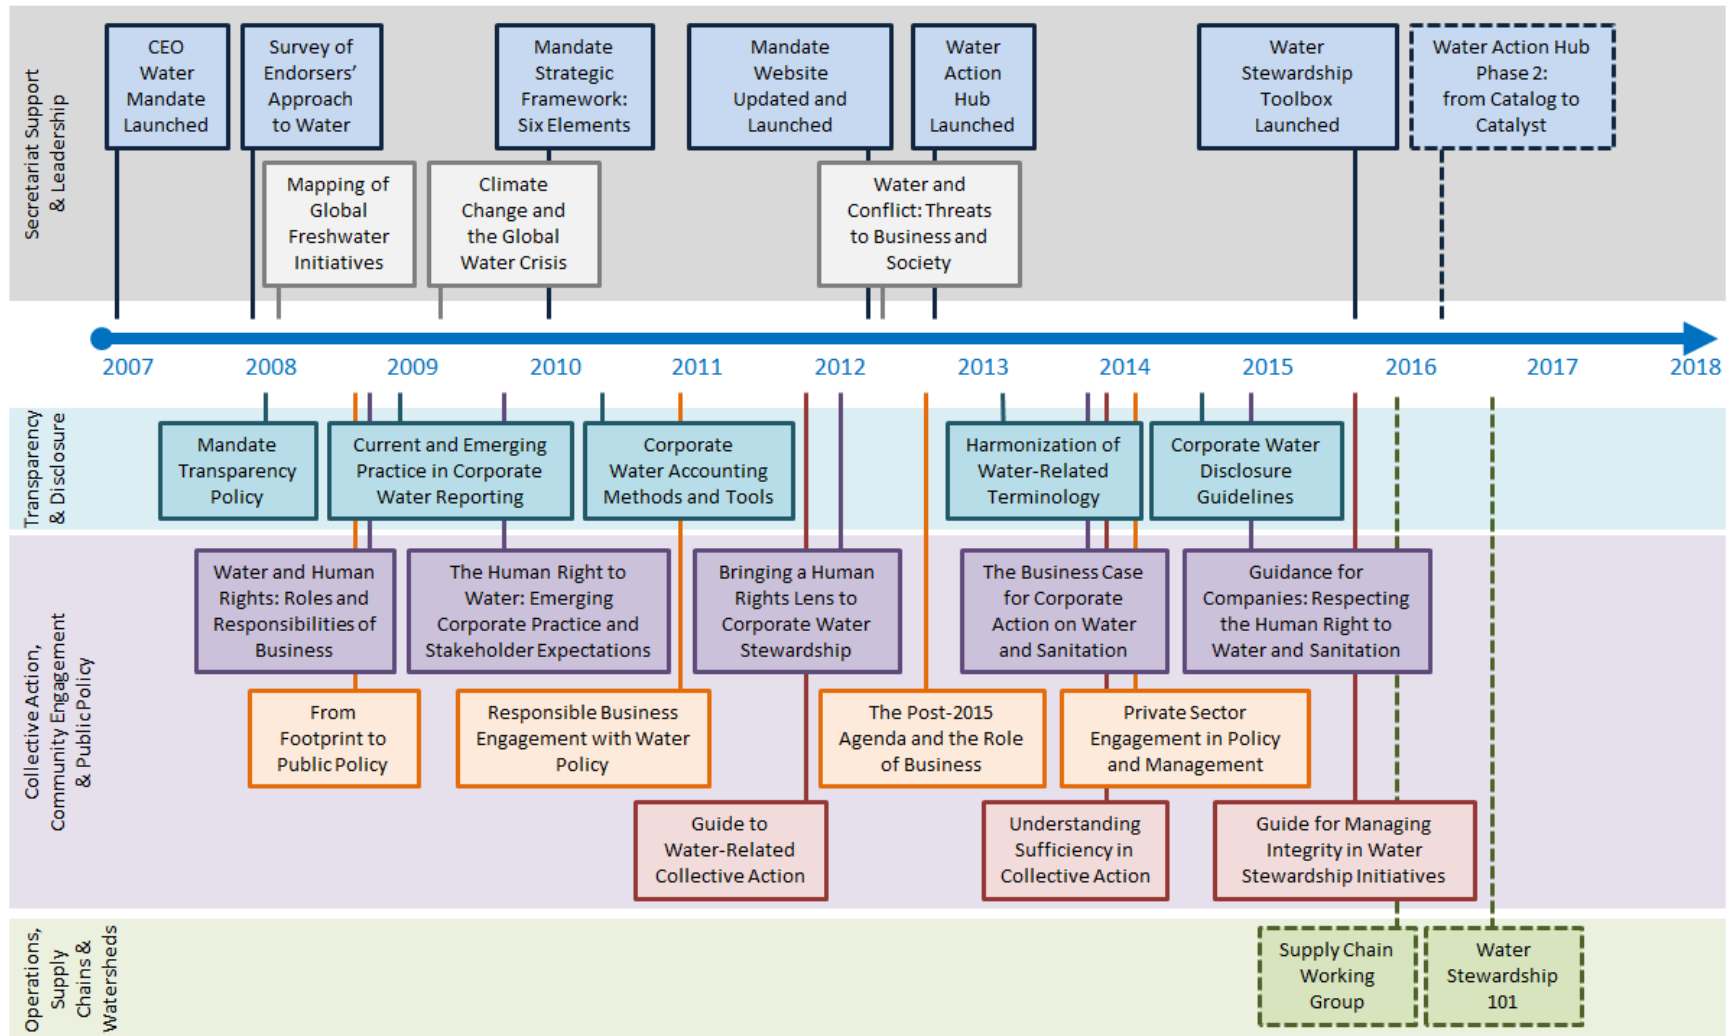 Secretariat Support
& Leadership
CEO
Water
Mandate
Launched
Survey of
Endorsers’
Approach
to Water
Mandate
Strategic
Framework:
Six Elements
Mandate
Website
Updated and
Launched
Water
Action
Hub
Launched
Water
Stewardship
Toolbox
Launched
Water Action Hub
Phase 2:
from Catalog to
Catalyst
Mapping of
Global
Freshwater
Initiatives
Climate
Change and
the Global
Water Crisis
Water and
Conflict: Threats
to Business and
Society
2007
2008
2009
2010
2011
2012
2013
2014
2015
2016
2017
2018
Transparency
& Disclosure
Mandate
Transparency
Policy
Current and Emerging
Practice in Corporate
Water Reporting
Corporate
Water Accounting
Methods and Tools
Harmonization of
Water-Related
Terminology
Corporate Water
Disclosure
Guidelines
Collective Action,
Community Engagement
& Public Policy
Water and Human
Rights: Roles and
Responsibilities of
Business
The Human Right to
Water: Emerging
Corporate Practice and
Stakeholder Expectations
Bringing a Human
Rights Lens to
Corporate Water
Stewardship
The Business Case
for Corporate
Action on Water
and Sanitation
Guidance for
Companies: Respecting
the Human Right to
Water and Sanitation
From
Footprint to
Public Policy
Responsible Business
Engagement with Water
Policy
The Post-2015
Agenda and the Role
of Business
Private Sector
Engagement in Policy
and Management
Guide to
Water-Related
Collective Action
Understanding
Sufficiency in
Collective Action
Guide for Managing
Integrity in Water
Stewardship Initiatives
Operations,
Supply
Chains &
Watersheds
Supply Chain
Working
Group
Water
Stewardship
101